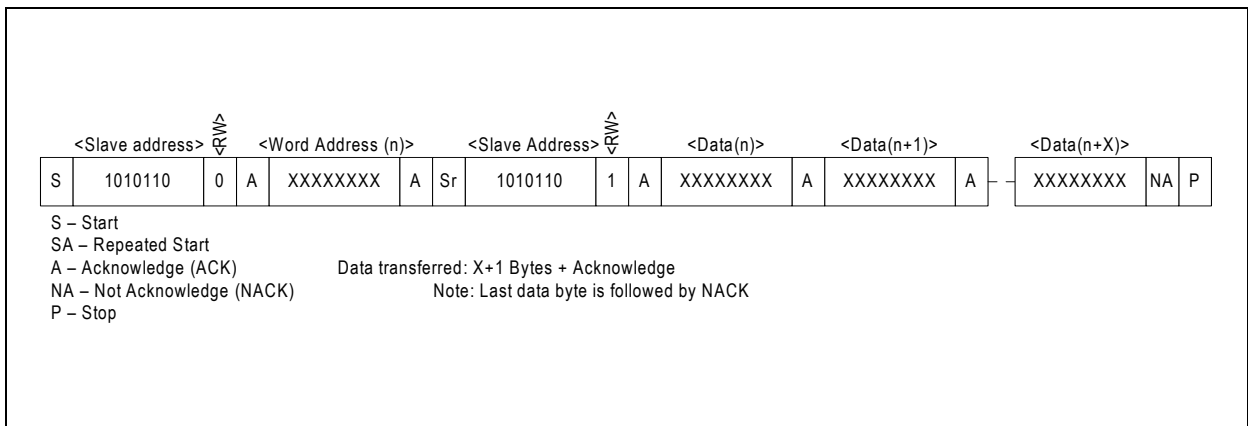 <Slave address> <RW> <Word Address (n)> <Slave Address> <RW> <Data(n)> <Data(n+1)> <Data(n+X)>
S 1010110 0 A XXXXXXXX A Sr 1010110 1 A XXXXXXXX A XXXXXXXX A XXXXXXXX NA P
S – Start
SA – Repeated Start
A – Acknowledge (ACK) Data transferred: X+1 Bytes + Acknowledge
NA – Not Acknowledge (NACK) Note: Last data byte is followed by NACK
P – Stop